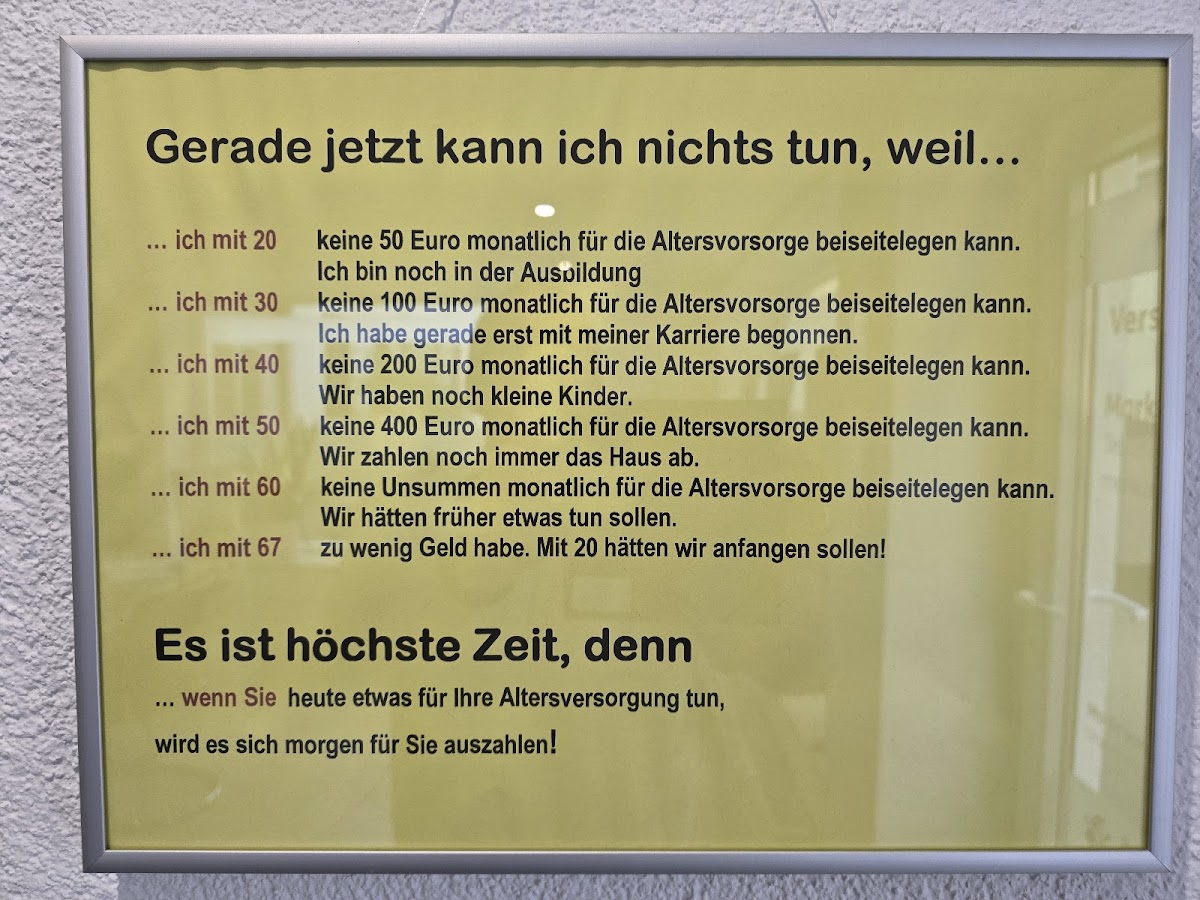 Gerade jetzt kann ich nichts tun, weil...
... ich mit 20 keine 50 Euro monatlich für die Altersvorsorge beiseitelegen kann.
Ich bin noch in der Ausbildung
... ich mit 30 keine 100 Euro monatlich für die Altersvorsorge beiseitelegen kann.
Ich habe gerade erst mit meiner Karriere begonnen.
... ich mit 40 keine 200 Euro monatlich für die Altersvorsorge beiseitelegen kann.
Wir haben noch kleine Kinder.
... ich mit 50 keine 400 Euro monatlich für die Altersvorsorge beiseitelegen kann.
Wir zahlen noch immer das Haus ab.
... ich mit 60 keine Unsummen monatlich für die Altersvorsorge beiseitelegen kann.
Wir hätten früher etwas tun sollen.
... ich mit 67 zu wenig Geld habe. Mit 20 hätten wir anfangen sollen!
Es ist höchste Zeit, denn
... wenn Sie heute etwas für Ihre Altersversorgung tun,
wird es sich morgen für Sie auszahlen!